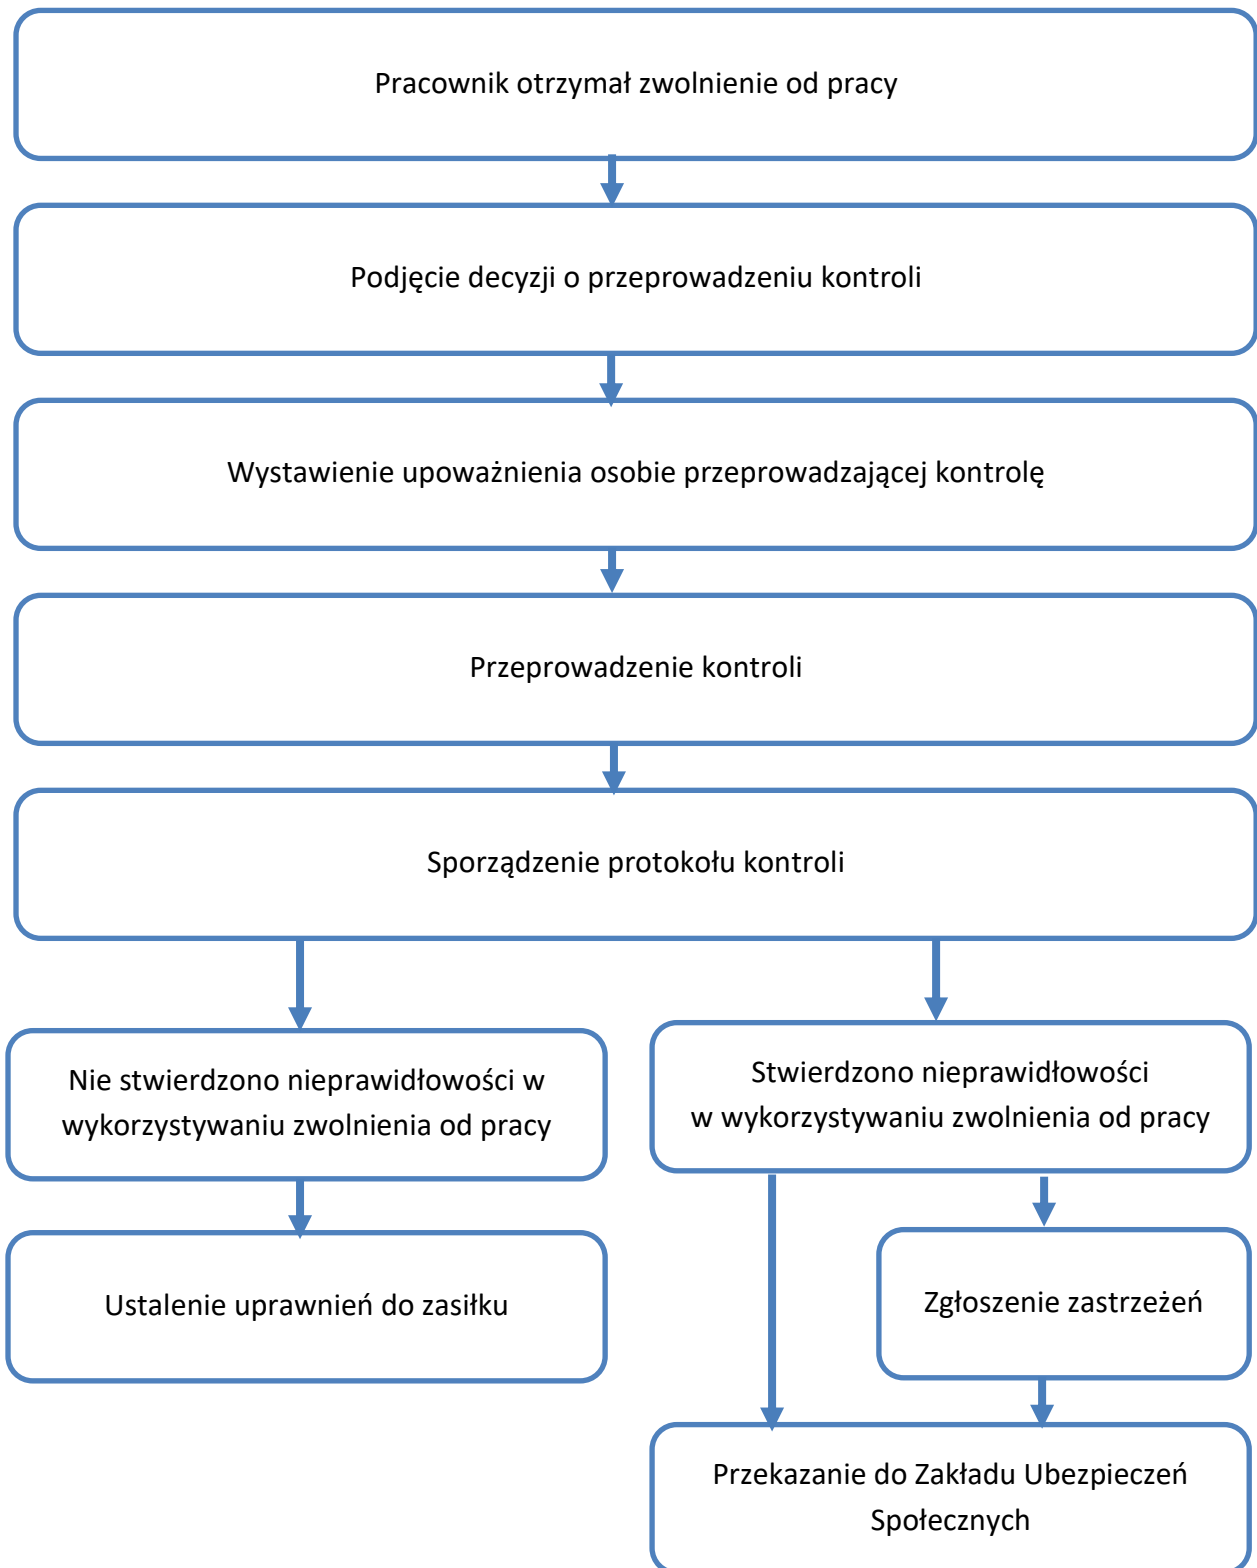 Pracownik otrzymał zwolnienie od pracy
Podjęcie decyzji o przeprowadzeniu kontroli
Wystawienie upoważnienia osobie przeprowadzającej kontrolę
Przeprowadzenie kontroli
Sporządzenie protokołu kontroli
Nie stwierdzono nieprawidłowości w
wykorzystywaniu zwolnienia od pracy
Stwierdzono nieprawidłowości
w wykorzystywaniu zwolnienia od pracy
Ustalenie uprawnień do zasiłku
Zgłoszenie zastrzeżeń
Przekazanie do Zakładu Ubezpieczeń
Społecznych